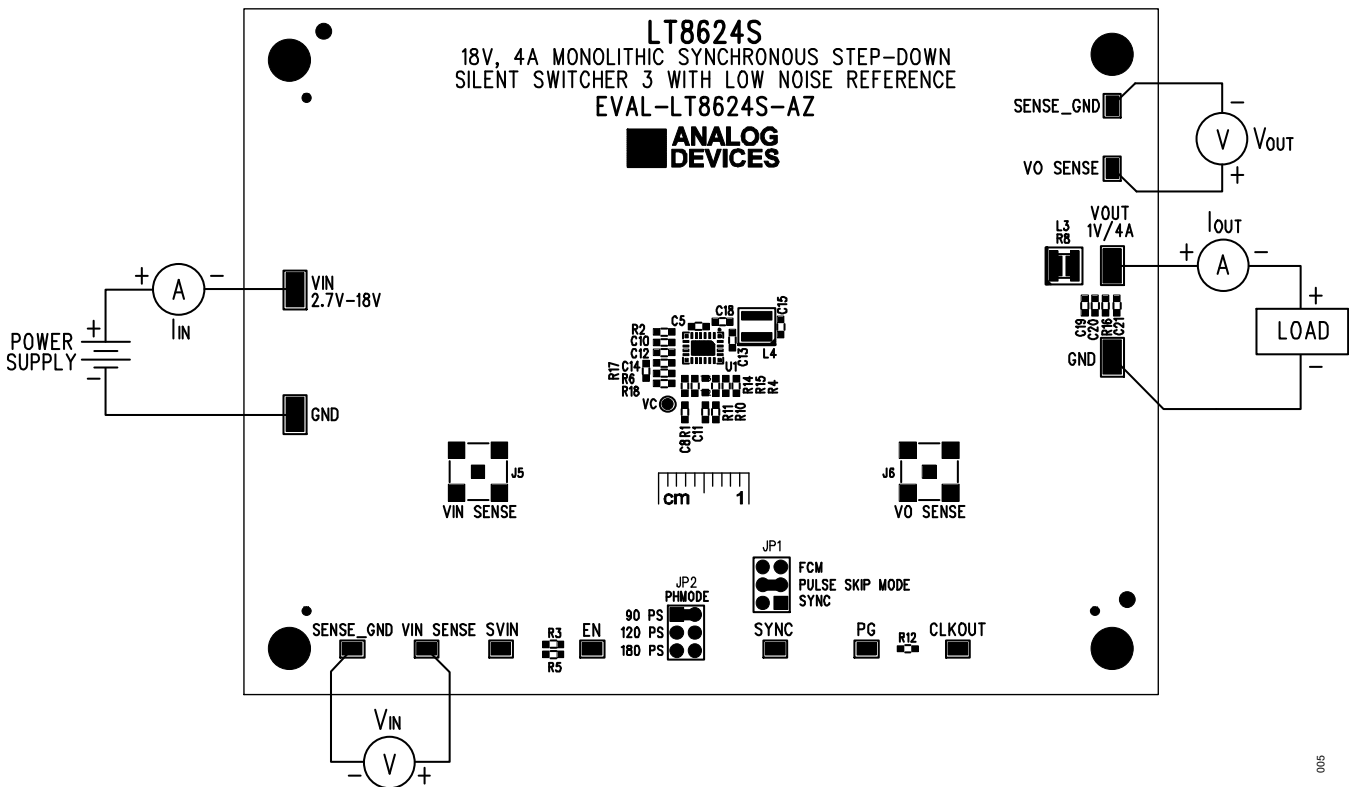 LT8624S
18V, 4A MONOLITHIC SYNCHRONOUS STEP-DOWN
SILENT SWITCHER 3 WITH LOW NOISE REFERENCE
EVAL-LT8624S-AZ
ANALOG
DEVICES
SENSE_GND
VO SENSE
-
V
+
VOUT
L3
R8
VOUT
1V/4A
IOUT
+
A
-
C19
C20
R16
C21
GND
+
LOAD
-
+
A
-
IIN
VIN
2.7V-18V
POWER
SUPPLY
+
-
GND
C5
C18
C15
R2
C10
C12
C14
R17
R6
R18
VC
U1
C13
L4
R14
R15
R4
C8
R1
C11
R11
R10
J5
VIN SENSE
cm
1
J6
VO SENSE
JP1
FCM
PULSE SKIP MODE
SYNC
JP2
PHMODE
90 PS
120 PS
180 PS
SENSE_GND
VIN SENSE
SVIN
R3
R5
EN
SYNC
PG
R12
CLKOUT
VIN
-
V
+
005